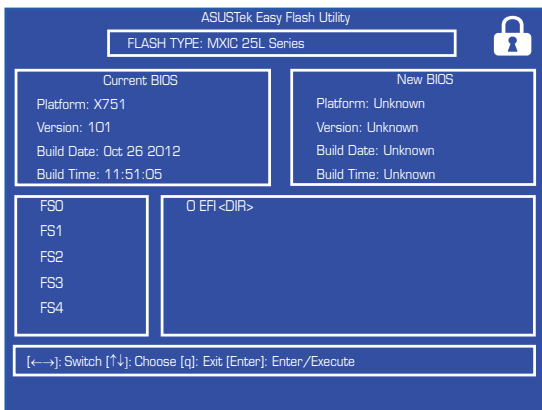 ASUSTek Easy Flash Utility
FLASH TYPE: MXIC 25L Series
Current BIOS
Platform: X751
Version: 101
Build Date: Oct 26 2012
Build Time: 11:51:05
New BIOS
Platform: Unknown
Version: Unknown
Build Date: Unknown
Build Time: Unknown
FS0
FS1
FS2
FS3
FS4
0 EFI <DIR>
[←→]: Switch [↑↓]: Choose [q]: Exit [Enter]: Enter/Execute